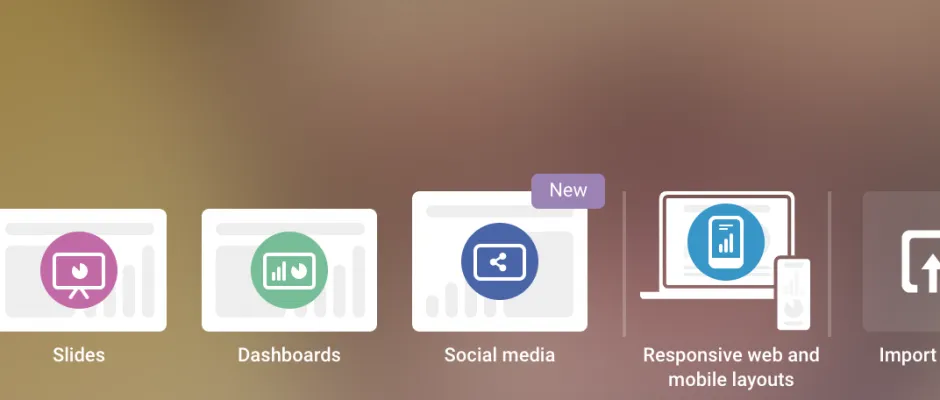 New
Slides
Dashboards
Social media
Responsive web and
mobile layouts
Import